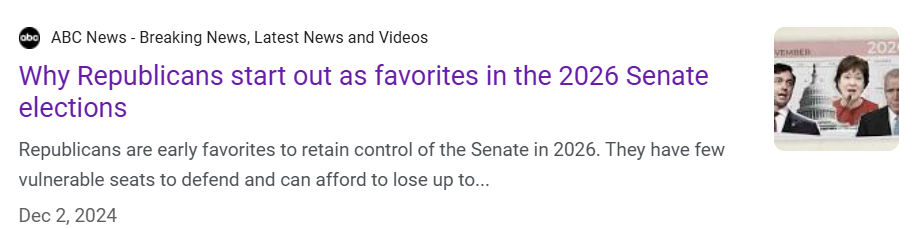 abc
ABC News - Breaking News, Latest News and Videos
Why Republicans start out as favorites in the 2026 Senate
elections
Republicans are early favorites to retain control of the Senate in 2026. They have few
vulnerable seats to defend and can afford to lose up to...
Dec 2, 2024
VEMBER
202